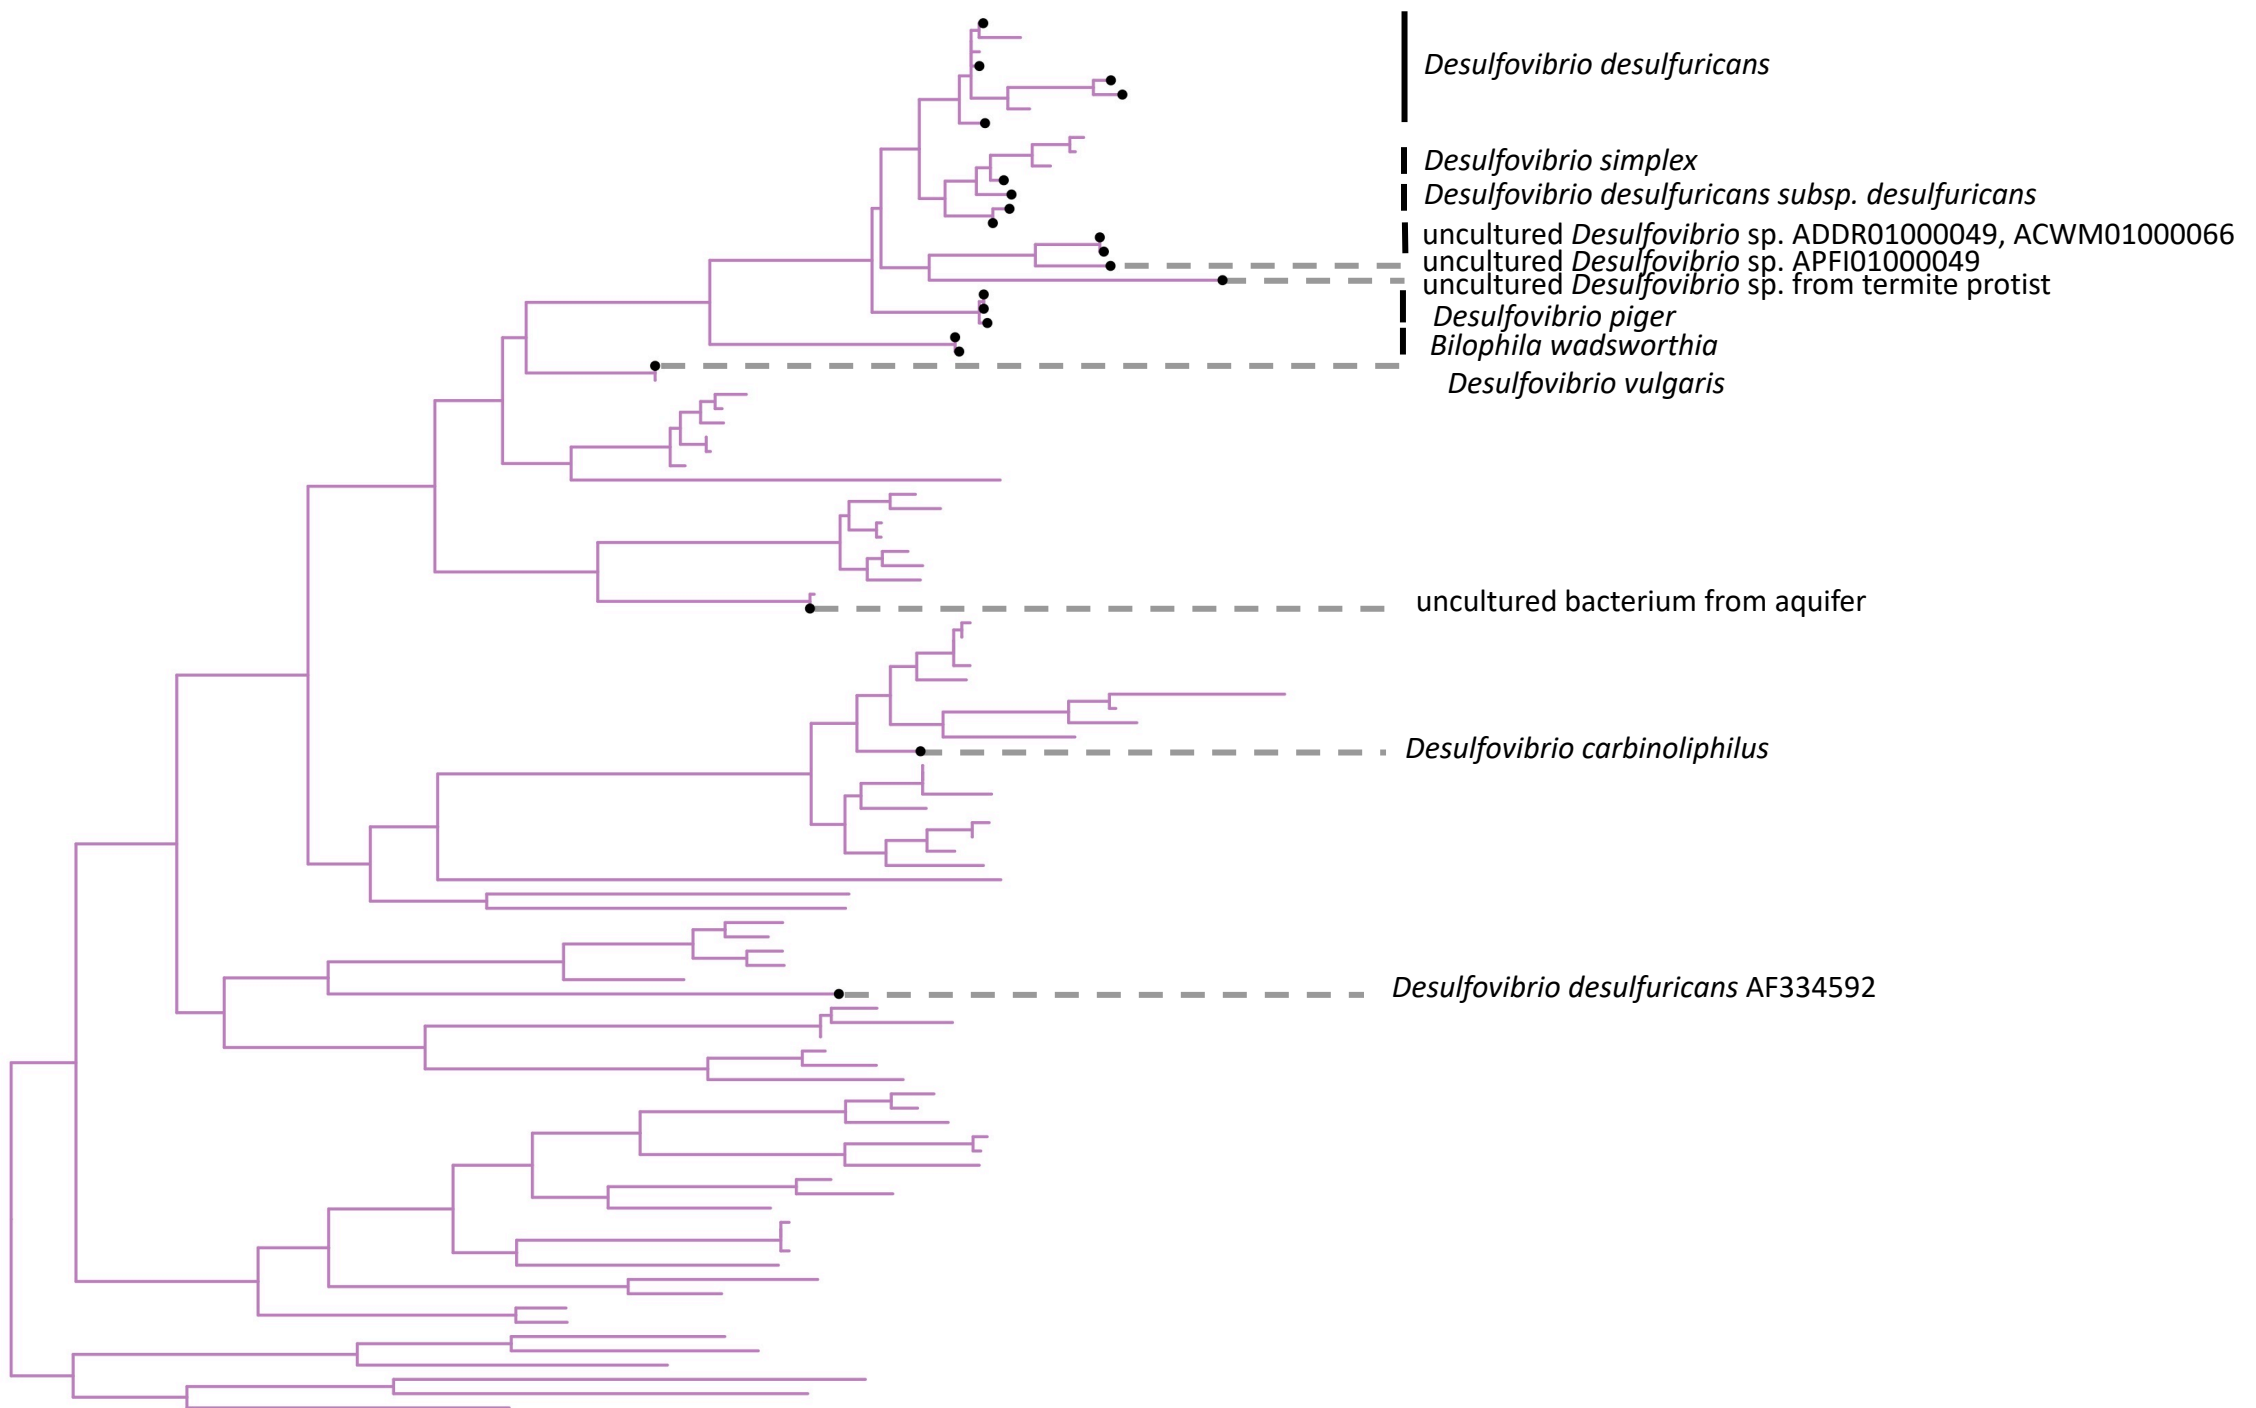 Desulfovibrio desulfuricans
Desulfovibrio simplex
Desulfovibrio desulfuricans subsp. desulfuricans
uncultured Desulfovibrio sp. ADDR01000049, ACWM01000066
uncultured Desulfovibrio sp. APFI01000049
uncultured Desulfovibrio sp. from termite protist
Desulfovibrio piger
Bilophila wadsworthia
Desulfovibrio vulgaris
uncultured bacterium from aquifer
Desulfovibrio carbinoliphilus
Desulfovibrio desulfuricans AF334592